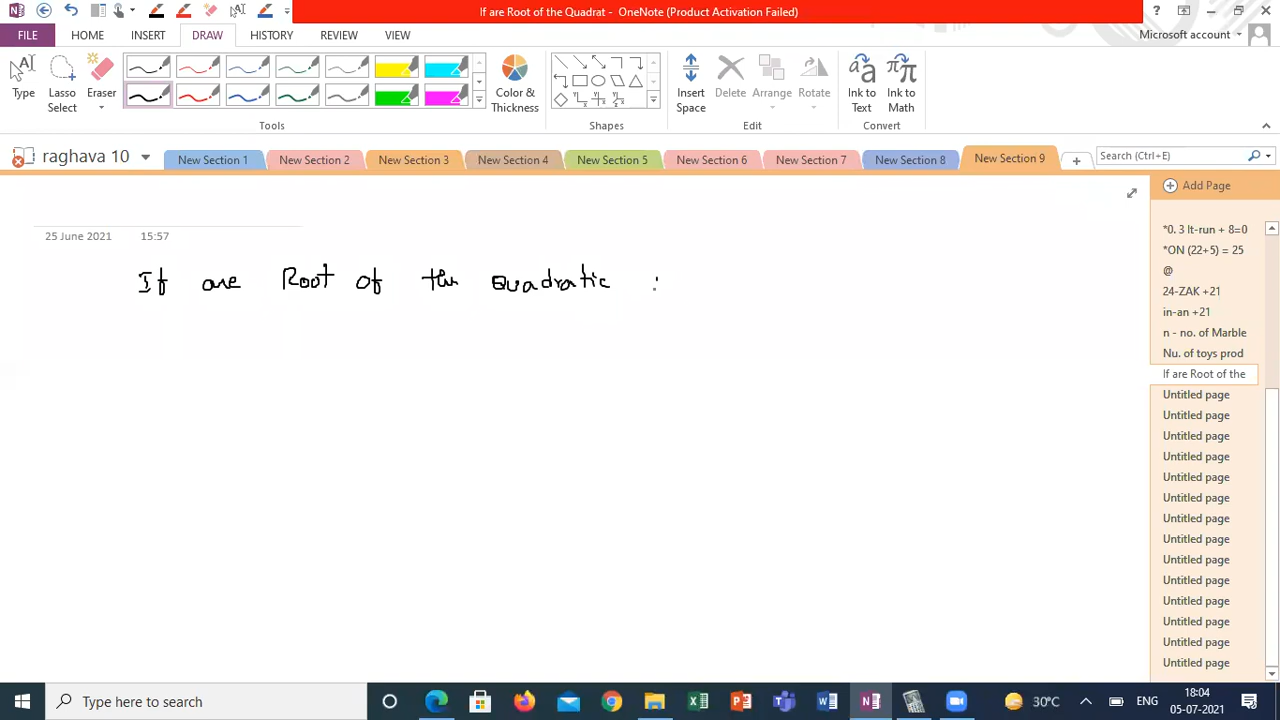 If are Root of the Quadrat - OneNote (Product Activation Failed)
FILE HOME INSERT DRAW HISTORY REVIEW VIEW
Microsoft account
Type Lasso Select Eraser Color & Thickness Insert Space Delete Arrange Rotate Ink to Text Ink to Math
Tools Shapes Edit Convert
raghava 10 New Section 1 New Section 2 New Section 3 New Section 4 New Section 5 New Section 6 New Section 7 New Section 8 New Section 9 Search (Ctrl+E)
Add Page
25 June 2021 15:57
If are Root of the Quadratic :
*0. 3 lt-run + 8=0
*ON (22+5) = 25
@
24-ZAK +21
in-an +21
n - no. of Marble
Nu. of toys prod
If are Root of the
Untitled page
Untitled page
Untitled page
Untitled page
Untitled page
Untitled page
Untitled page
Untitled page
Untitled page
Untitled page
Untitled page
Untitled page
Untitled page
Untitled page
Type here to search 30°C ENG 18:04
05-07-2021